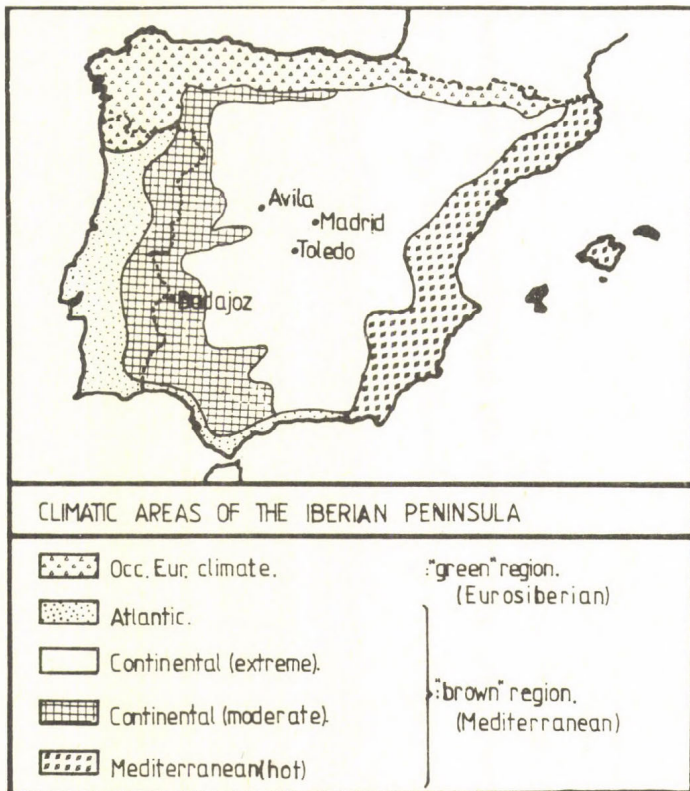 Avila
Madrid
Toledo
Badajoz
CLIMATIC AREAS OF THE IBERIAN PENINSULA
Occ. Eur. climate.
:"green" region.
(Eurosiberian)
Atlantic.
Continental (extreme).
Continental (moderate).
:"brown" region.
(Mediterranean)
Mediterranean(hot)